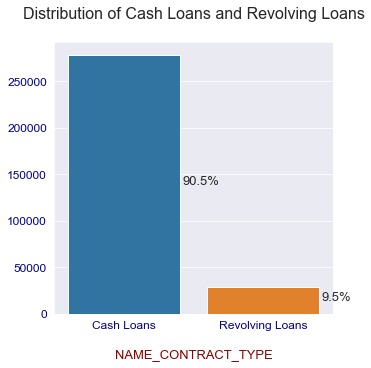 Distribution of Cash Loans and Revolving Loans
250000
200000
150000
90.5%
100000
50000
9.5%
0
Cash Loans Revolving Loans
NAME_CONTRACT_TYPE